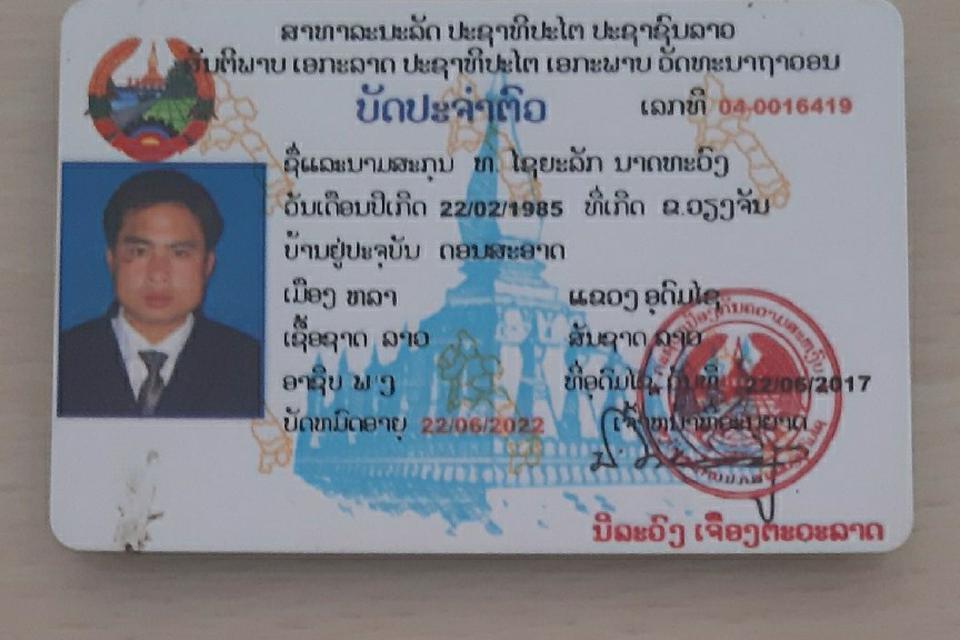 ສາທາລະນະລັດ ປະຊາທິປະໄຕ ປະຊາຊົນລາວ
ສັນຕິພາບ ເອກະລາດ ປະຊາທິປະໄຕ ເອກະພາບ ວັດທະນາຖາວອນ
ບັດປະຈຳຕົວ
ເລກທີ 04-0016419
ຊື່ແລະນາມສະກຸນ ທ. ໄຊຍະລັກ ນາດທະວົງ
ວັນເດືອນປີເກີດ 22/02/1985 ທີ່ເກີດ ຂ.ວຽງຈັນ
ບ້ານຢູ່ປະຈຸບັນ ດອນສະອາດ
ເມືອງ ຫລາ ແຂວງ ອຸດົມໄຊ
ເຊື້ອຊາດ ລາວ ສັນຊາດ ລາວ
ອາຊີບ ພ ງ ທີ່ອຸດົມໄຊ, ວັນທີ 22/06/2017
ບັດຫມົດອາຍຸ 22/06/2022 ເຈົ້າຫນ້າທີ່ອະນຸຍາດ
ນິລະວົງ ເຈືອງຕະວະລາດ